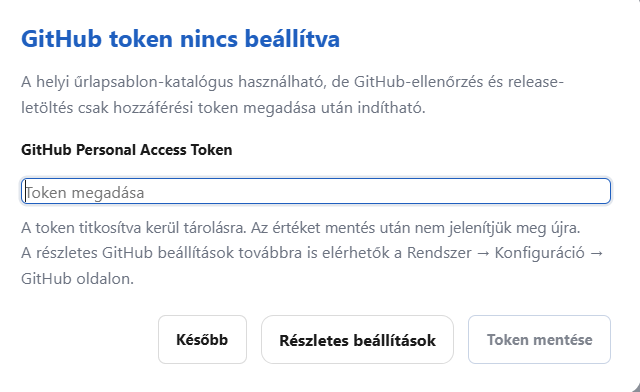 GitHub token nincs beállítva
A helyi űrlapsablon-katalógus használható, de GitHub-ellenőrzés és release-
letöltés csak hozzáférési token megadása után indítható.
GitHub Personal Access Token
Token megadása
A token titkosítva kerül tárolásra. Az értéket mentés után nem jelenítjük meg újra.
A részletes GitHub beállítások továbbra is elérhetők a Rendszer → Konfiguráció →
GitHub oldalon.
Később
Részletes beállítások
Token mentése